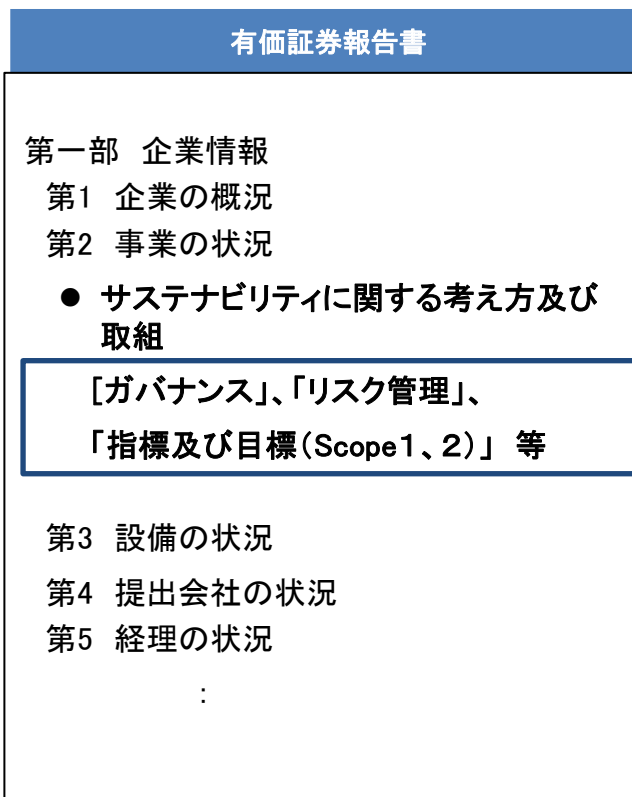 有価証券報告書
第一部 企業情報
第1 企業の概況
第2 事業の状況
● サステナビリティに関する考え方及び
取組
[ガバナンス」、「リスク管理」、
「指標及び目標(Scope1、2)」 等
第3 設備の状況
第4 提出会社の状況
第5 経理の状況
: